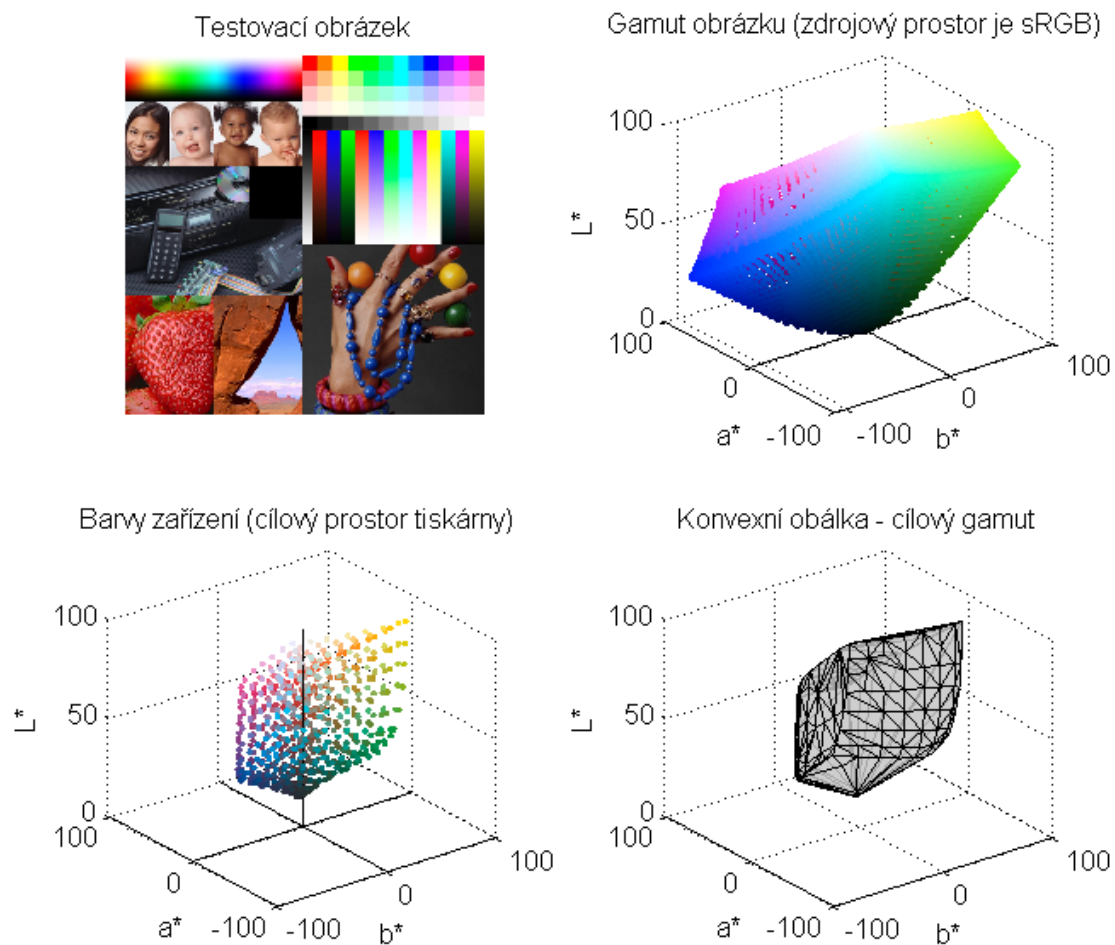 Testovací obrázek
Gamut obrázku (zdrojový prostor je sRGB)
100
50
0
L*
100
0
-100
a*
-100
0
100
b*
Barvy zařízení (cílový prostor tiskárny)
100
50
0
L*
100
0
-100
a*
-100
0
100
b*
Konvexní obálka - cílový gamut
100
50
0
L*
100
0
-100
a*
-100
0
100
b*